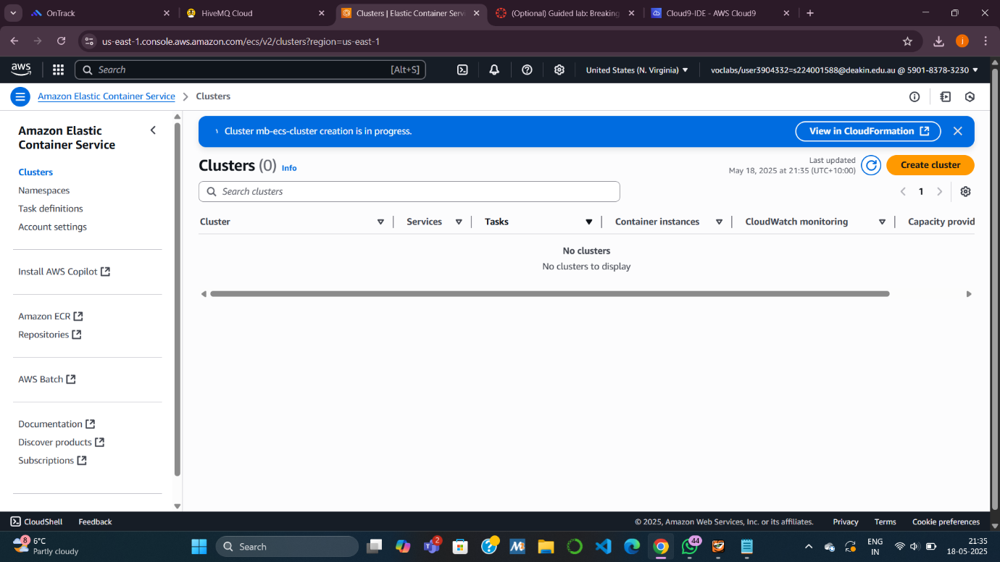 OnTrack
HiveMQ Cloud
Clusters | Elastic Container Servi
(Optional) Guided lab: Breaking
Cloud9-IDE - AWS Cloud9
us-east-1.console.aws.amazon.com/ecs/v2/clusters?region=us-east-1
j
aws
Search
[Alt+S]
United States (N. Virginia)
voclabs/user3904332=s224001588@deakin.edu.au @ 5901-8378-3230
Amazon Elastic Container Service
Clusters
Amazon Elastic
Container Service
Clusters
Namespaces
Task definitions
Account settings
Install AWS Copilot
Amazon ECR
Repositories
AWS Batch
Documentation
Discover products
Subscriptions
Cluster mb-ecs-cluster creation is in progress.
View in CloudFormation
Clusters (0) Info
Last updated
May 18, 2025 at 21:35 (UTC+10:00)
Create cluster
Search clusters
1
Cluster
Services
Tasks
Container instances
CloudWatch monitoring
Capacity provid
No clusters
No clusters to display
CloudShell
Feedback
© 2025, Amazon Web Services, Inc. or its affiliates.
Privacy
Terms
Cookie preferences
8
6°C
Partly cloudy
Search
2
44
ENG
IN
21:35
18-05-2025